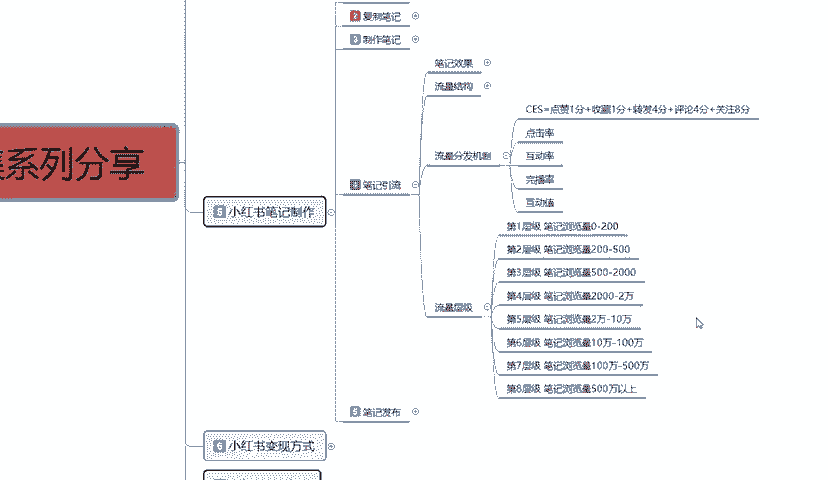 2 复制笔记
3 制作笔记
笔记效果
流量结构
CES=点赞1分+收藏1分+转发4分+评论4分+关注8分
点击率
流量分发机制
互动率
完播率
4 笔记引流
互动值
系列分享
5 小红书笔记制作
第1层级 笔记浏览量0-200
第2层级 笔记浏览量200-500
第3层级 笔记浏览量500-2000
第4层级 笔记浏览量2000-2万
流量层级
第5层级 笔记浏览量2万-10万
第6层级 笔记浏览量10万-100万
第7层级 笔记浏览量100万-500万
第8层级 笔记浏览量500万以上
5 笔记发布
6 小红书变现方式